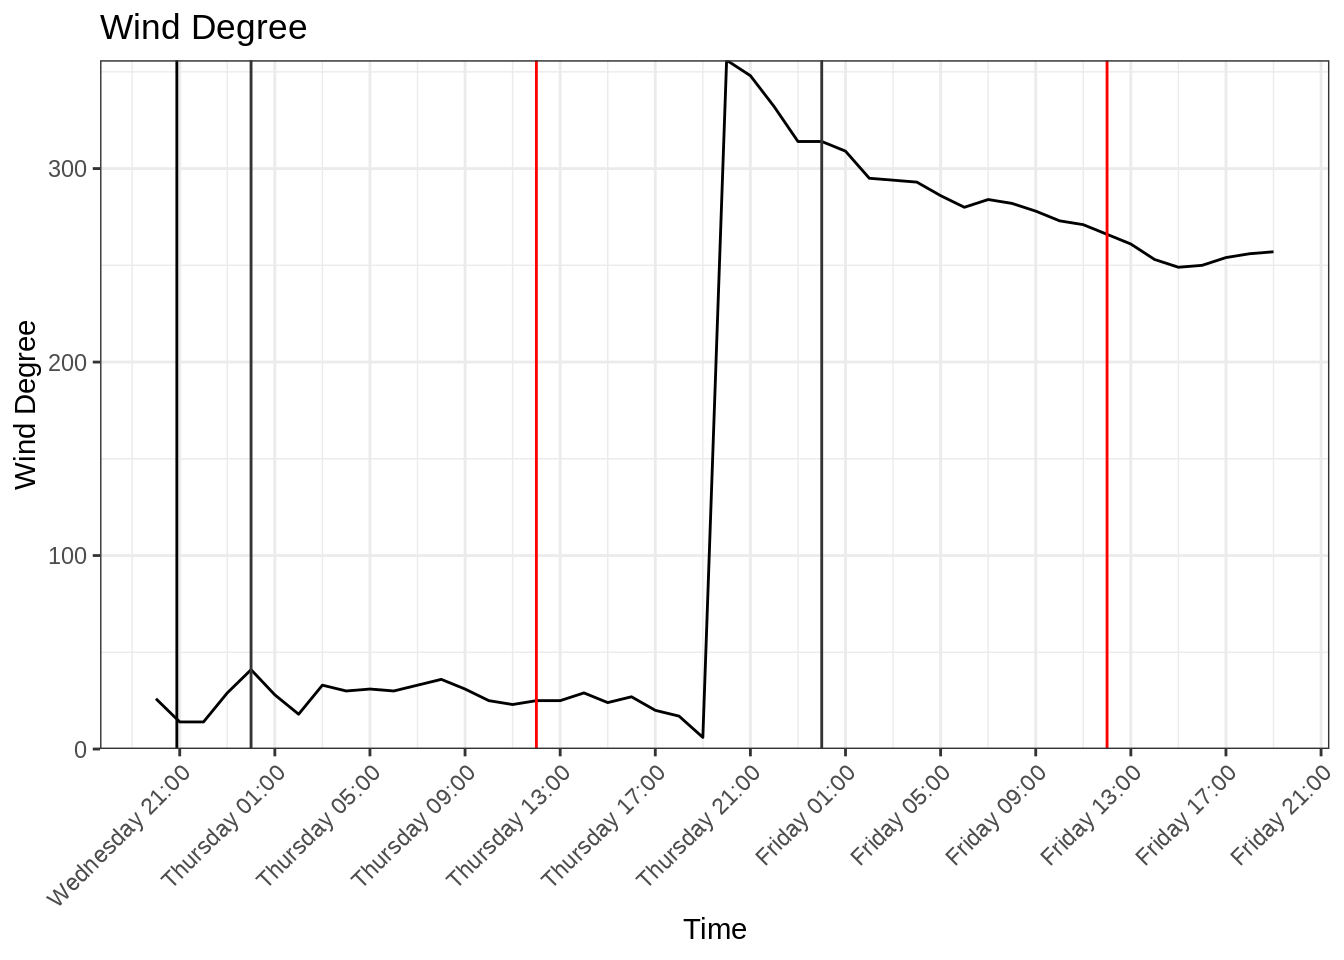 Wind Degree
Wind Degree
300
200
100
0
Wednesday 21:00
Thursday 01:00
Thursday 05:00
Thursday 09:00
Thursday 13:00
Thursday 17:00
Thursday 21:00
Friday 01:00
Friday 05:00
Friday 09:00
Friday 13:00
Friday 17:00
Friday 21:00
Time